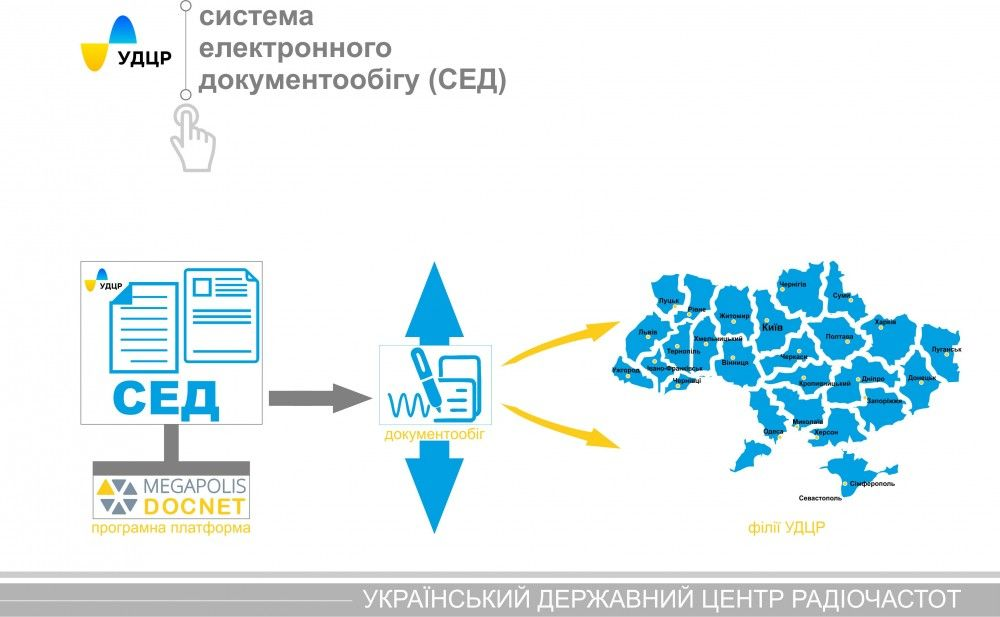 УДЦР
система
електронного
документообігу (СЕД)
УДЦР
СЕД
MEGAPOLIS
DOCNET
програмна платформа
документообіг
Чернігів
Луцьк
Рівне
Суми
Житомир
Київ
Харків
Львів
Хмельницький
Полтава
Тернопіль
Черкаси
Луганськ
Вінниця
Ужгород
Івано-Франківськ
Чернівці
Кропивницький
Дніпро
Донецьк
Запоріжжя
Миколаїв
Одеса
Херсон
Сімферополь
Севастополь
філії УДЦР
УКРАЇНСЬКИЙ ДЕРЖАВНИЙ ЦЕНТР РАДІОЧАСТОТ